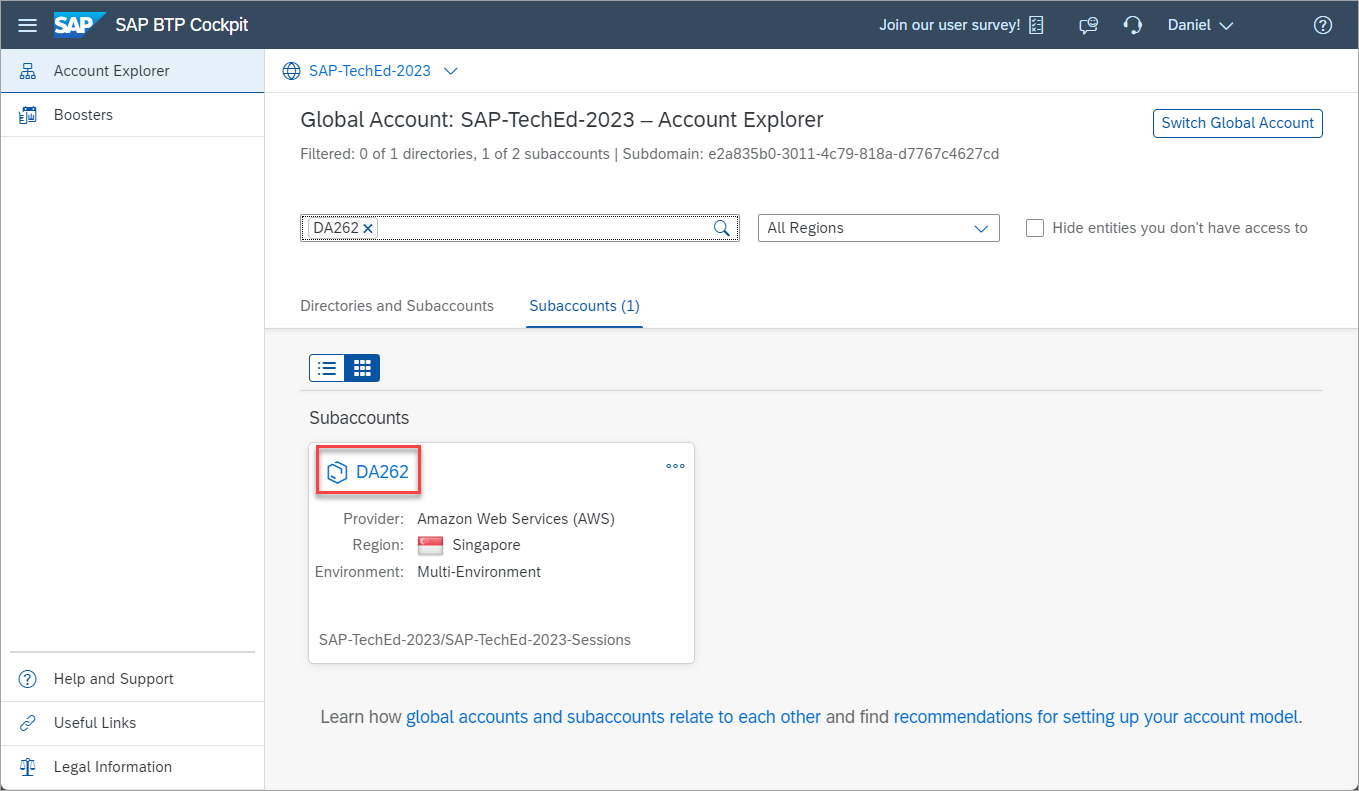 SAP SAP BTP Cockpit
Join our user survey!
Daniel
Account Explorer
Boosters
SAP-TechEd-2023
Global Account: SAP-TechEd-2023 – Account Explorer
Switch Global Account
Filtered: 0 of 1 directories, 1 of 2 subaccounts | Subdomain: e2a835b0-3011-4c79-818a-d7767c4627cd
DA262
All Regions
Hide entities you don't have access to
Directories and Subaccounts
Subaccounts (1)
Subaccounts
DA262
Provider: Amazon Web Services (AWS)
Region: Singapore
Environment: Multi-Environment
SAP-TechEd-2023/SAP-TechEd-2023-Sessions
Learn how global accounts and subaccounts relate to each other and find recommendations for setting up your account model.
Help and Support
Useful Links
Legal Information